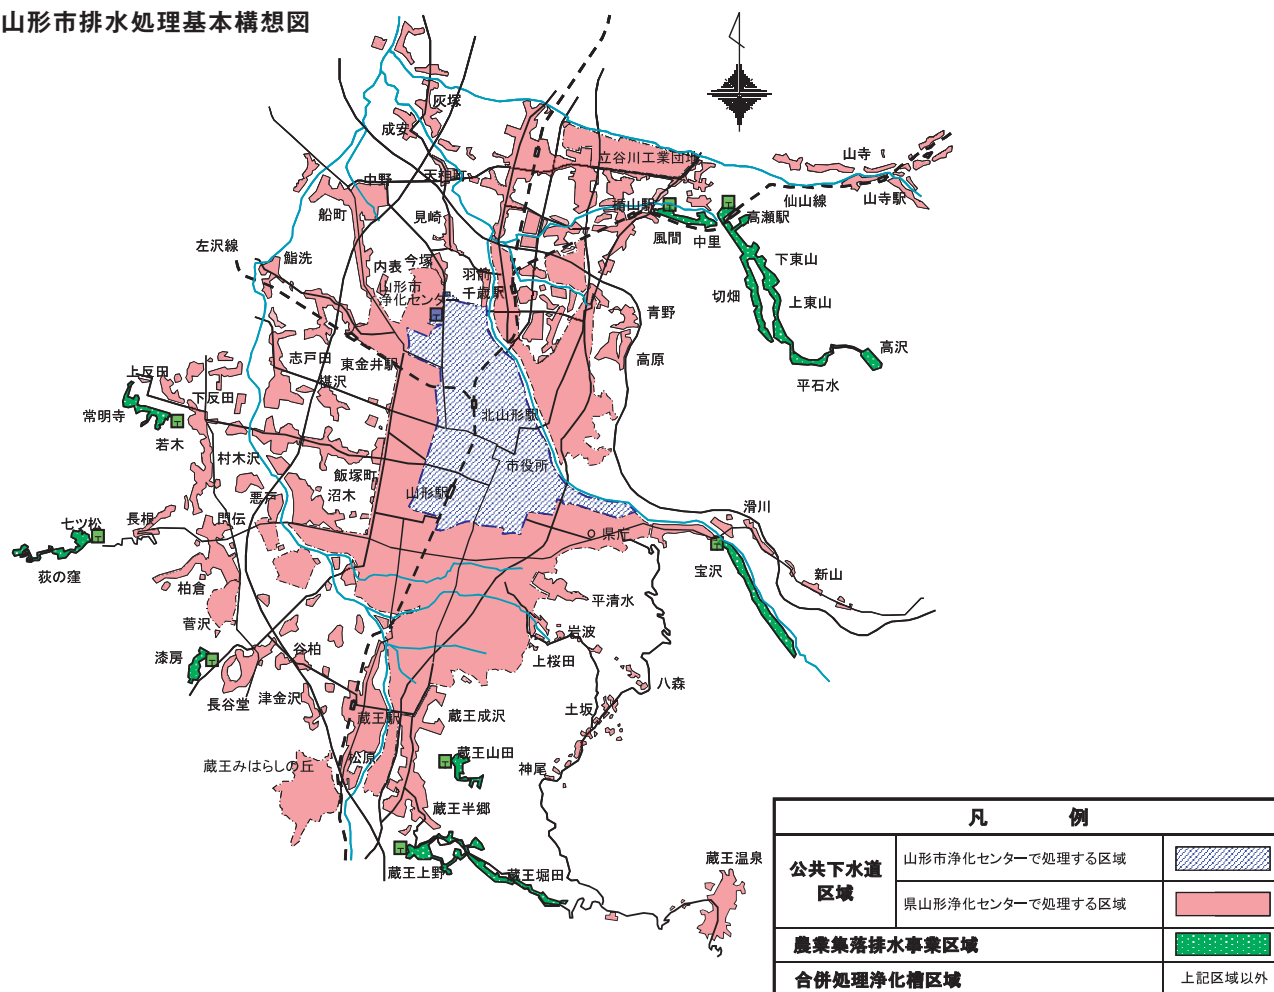 山形市排水処理基本構想図
灰塚
成安
立谷川工業団地
山寺
中野
天神町
仙山線
山寺駅
船町
見崎
楯山駅
高瀬駅
風間
中里
左沢線
鮨洗
内表
今塚
羽前
千歳駅
下東山
山形市
浄化センター
切畑
上東山
青野
高原
高沢
志戸田
東金井駅
平石水
上反田
椹沢
下反田
常明寺
北山形駅
若木
村木沢
飯塚町
市役所
悪戸
沼木
山形駅
七ツ松
長根
門伝
滑川
県庁
荻の窪
宝沢
新山
柏倉
平清水
菅沢
岩波
漆房
谷柏
上桜田
八森
長谷堂
津金沢
土坂
蔵王駅
蔵王成沢
松原
蔵王山田
蔵王みはらしの丘
神尾
蔵王半郷
蔵王上野
蔵王堀田
蔵王温泉
凡　例
公共下水道
区域
山形市浄化センターで処理する区域
県山形浄化センターで処理する区域
農業集落排水事業区域
合併処理浄化槽区域
上記区域以外